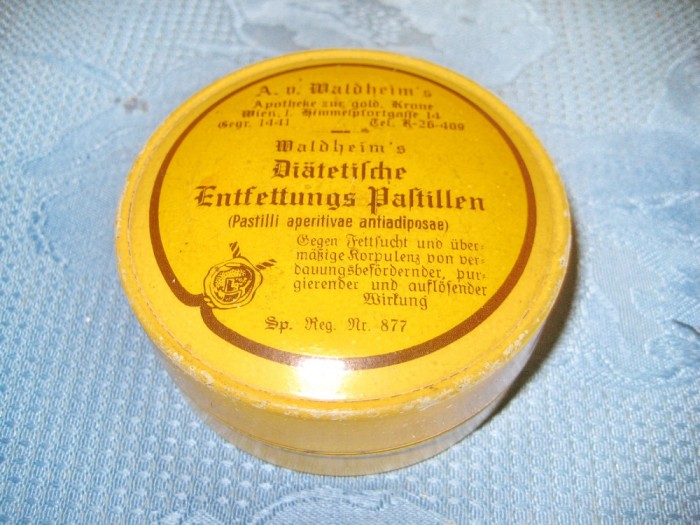 A. v. Waldheim's
Apotheke zur gold. Krone
Wien, I. Himmelpfortgasse 14
Gegr. 1441 Tel. R-26-409
Waldheim's
Diätetische
Entfettungs Pastillen
(Pastilli aperitivae antiadiposae)
Gegen Fettsucht und über-
mäßige Korpulenz von ver-
dauungsbefördernder, pur-
gierender und auflösender
Wirkung
Sp. Reg. Nr. 877